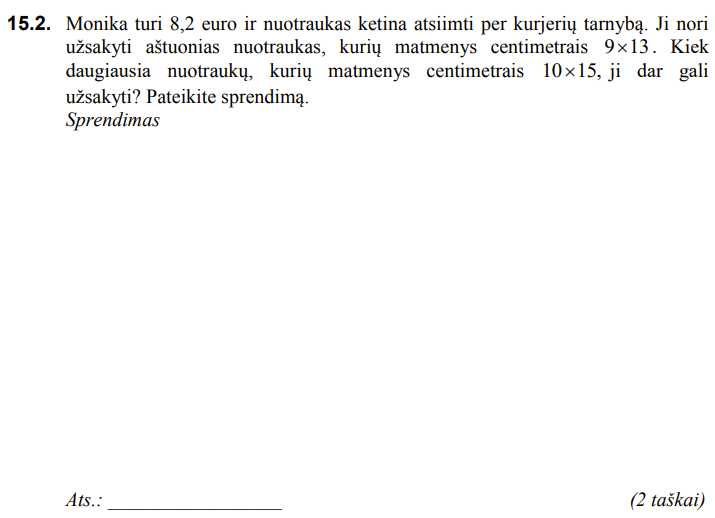 15.2. Monika turi 8,2 euro ir nuotraukas ketina atsiimti per kurjerių tarnybą. Ji nori
užsakyti aštuonias nuotraukas, kurių matmenys centimetrais 9×13. Kiek
daugiausia nuotraukų, kurių matmenys centimetrais 10×15, ji dar gali
užsakyti? Pateikite sprendimą.
Sprendimas
Ats.: ___________________ (2 taškai)